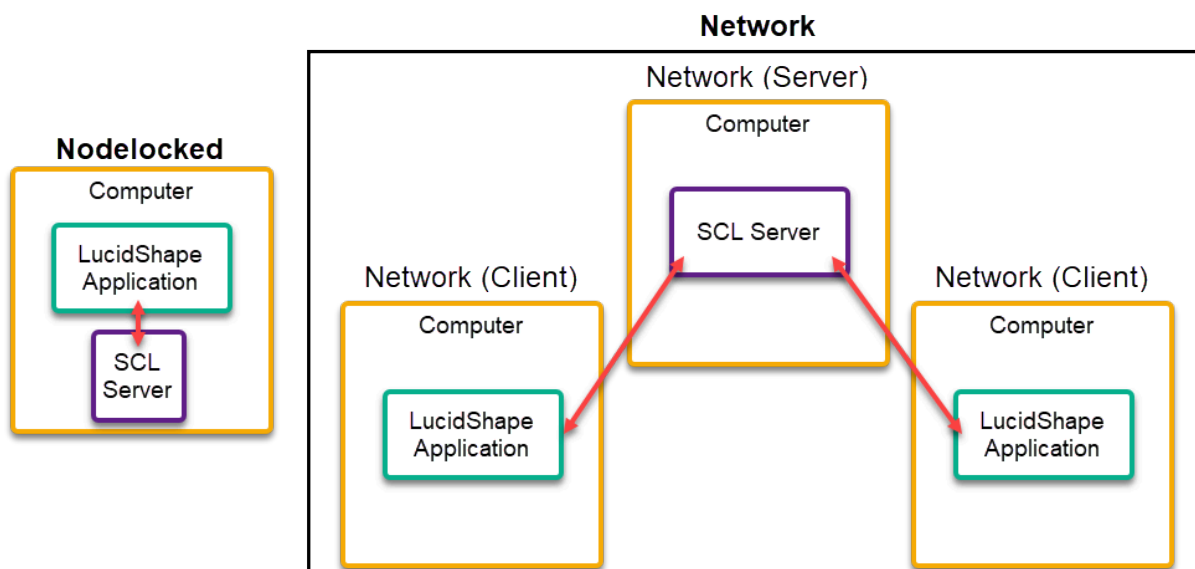 Nodelocked
Computer
LucidShape
Application
SCL
Server
Network
Network (Server)
Computer
SCL Server
Network (Client)
Computer
LucidShape
Application
Network (Client)
Computer
LucidShape
Application